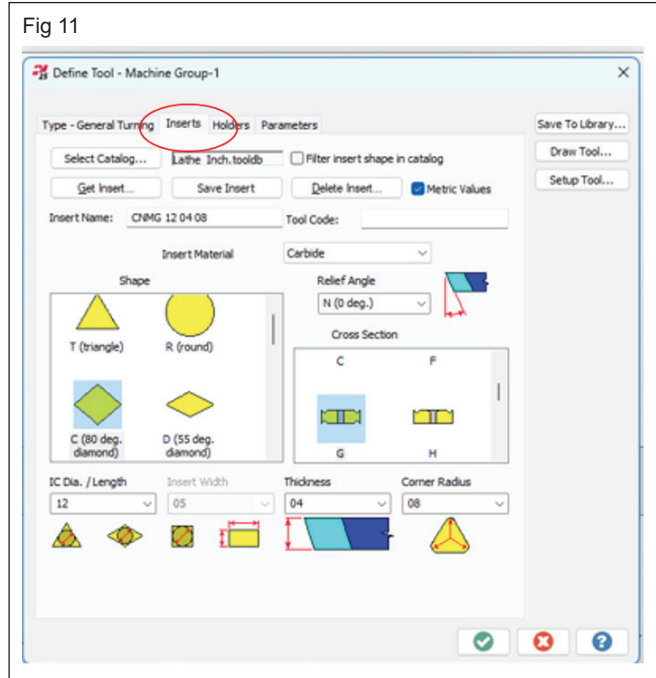 Fig 11
Define Tool - Machine Group-1
Type - General Turning Inserts Holders Parameters
Save To Library...
Select Catalog... Lathe Inch.tooldb Filter insert shape in catalog
Draw Tool...
Get Insert... Save Insert Delete Insert... Metric Values
Setup Tool...
Insert Name: CNMG 12 04 08 Tool Code:
Insert Material Carbide
Shape Relief Angle
N (0 deg.)
T (triangle) R (round)
Cross Section
C F
C (80 deg. diamond) D (55 deg. diamond)
G H
IC Dia. / Length Insert Width Thickness Corner Radius
12 05 04 08